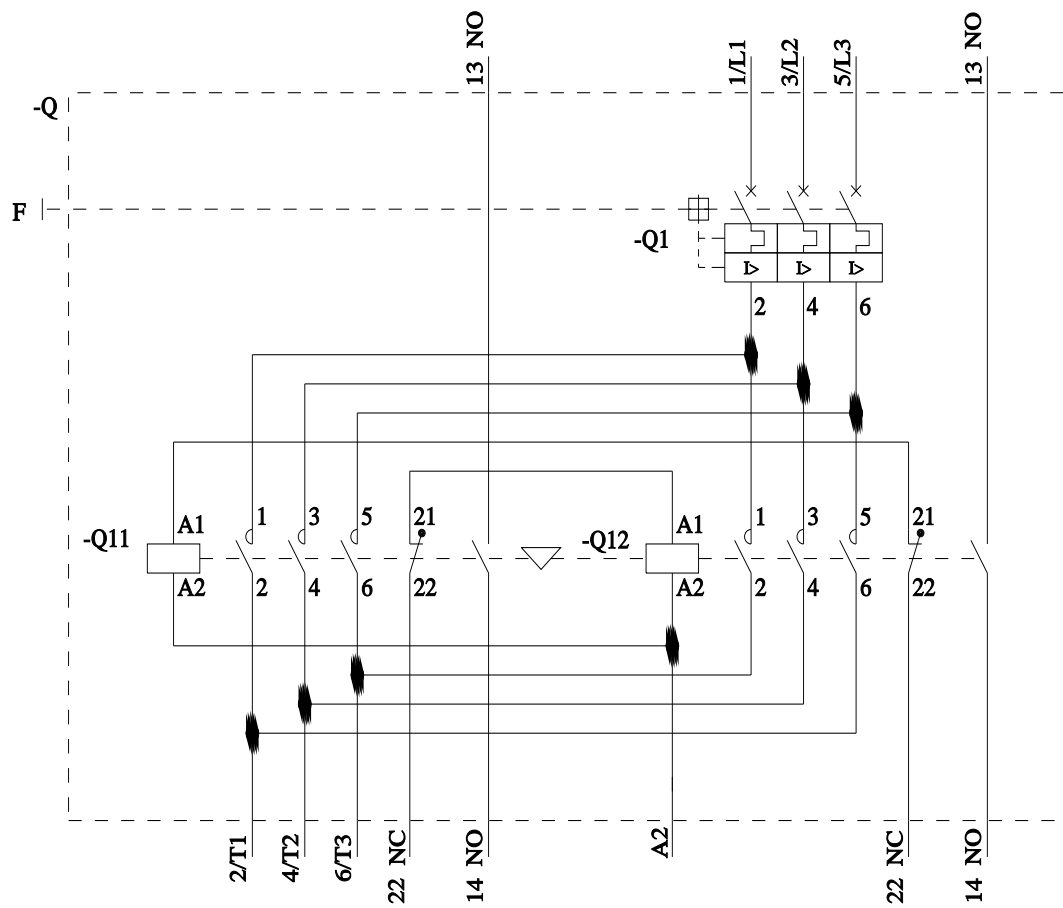 13 NO
1/L1
3/L2
5/L3
13 NO
-Q
F
-Q1
I> I> I>
2 4 6
A1 1 3 5 21 A1 1 3 5 21
-Q11 -Q12
A2 2 4 6 22 A2 2 4 6 22
2/T1
4/T2
6/T3
22 NC
14 NO
A2
22 NC
14 NO